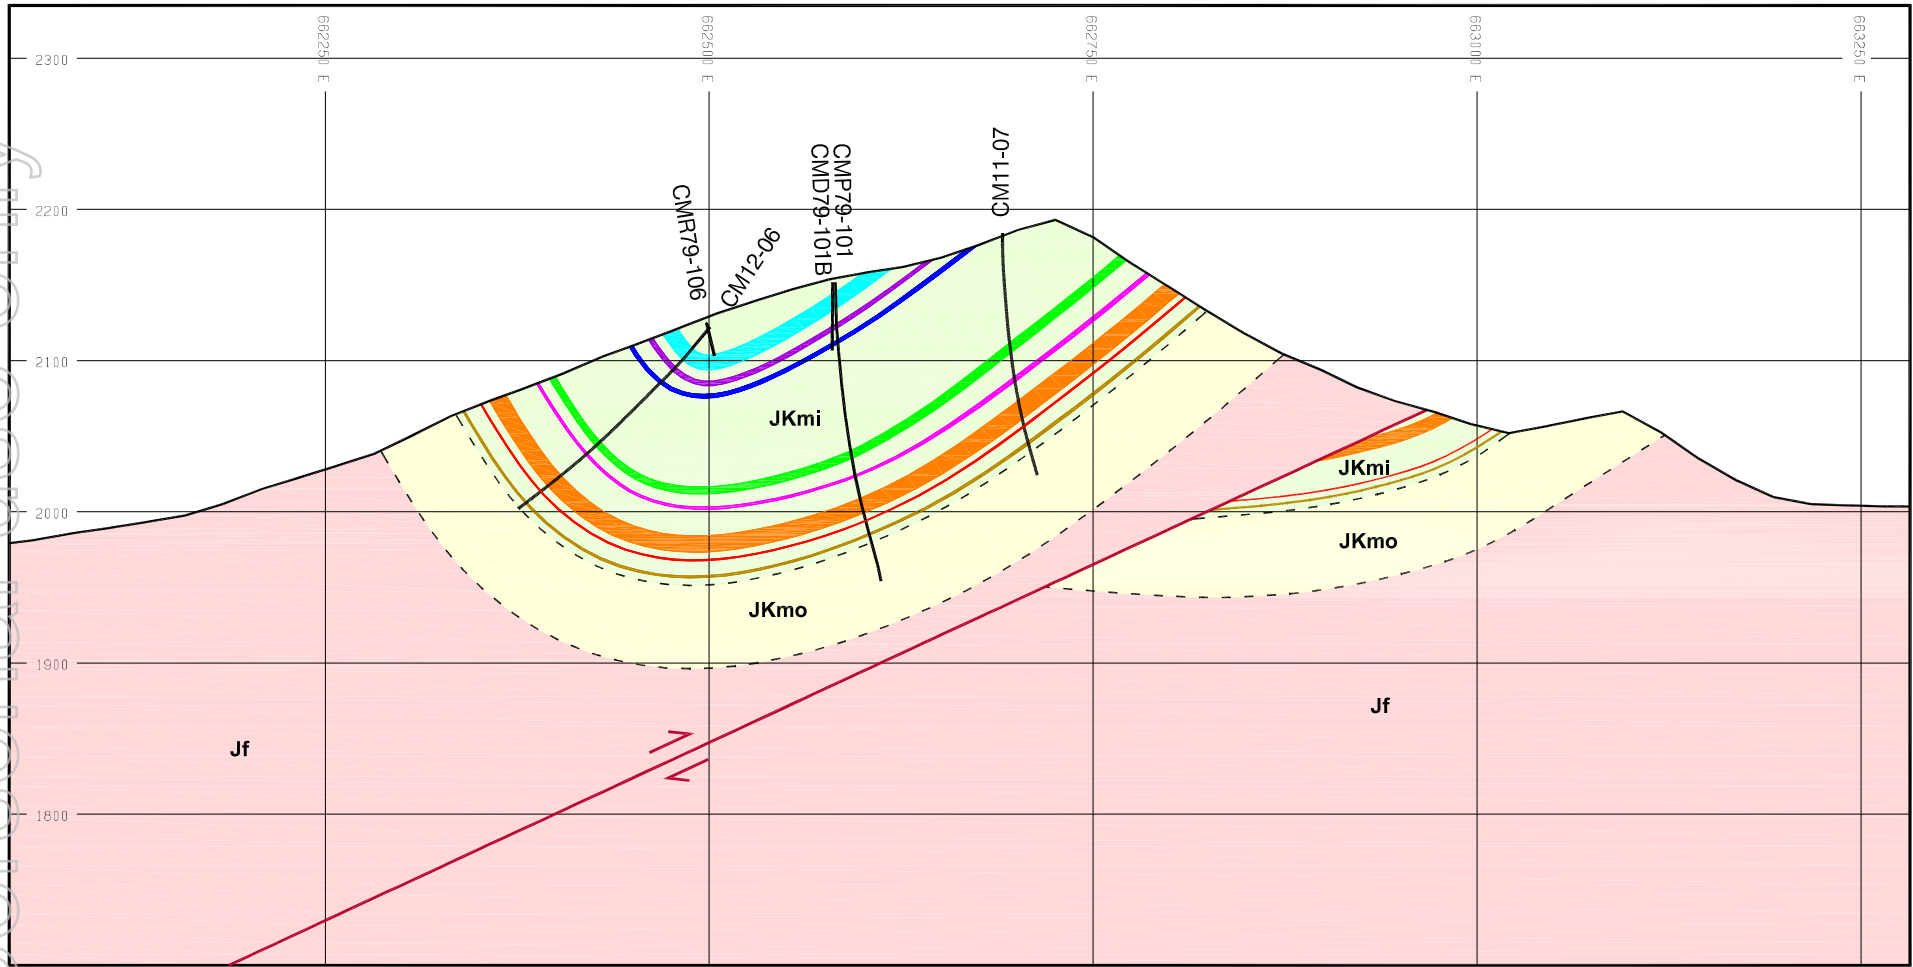 662250 E
662500 E
662750 E
663000 E
663250 E
2300
2200
2100
2000
1900
1800
CMR79-106
CM12-06
CMP79-101
CMD79-101B
CM11-07
JKmi
JKmo
JKmi
JKmo
Jf
Jf